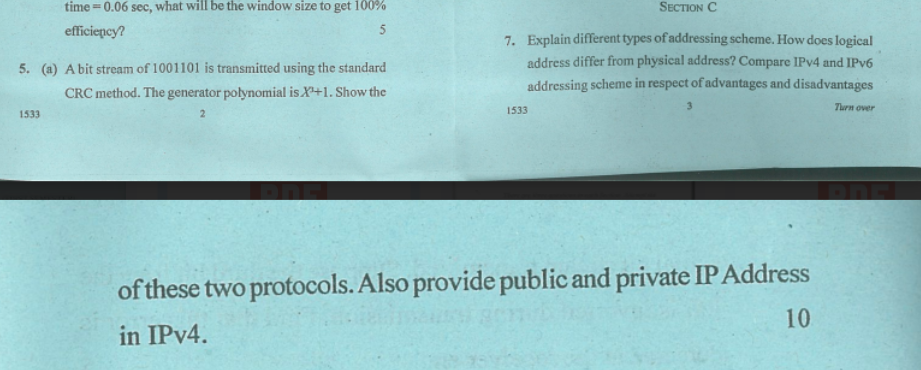 time = 0.06 sec, what will be the window size to get 100%
efficiency? 5
5. (a) A bit stream of 1001101 is transmitted using the standard
CRC method. The generator polynomial is X³+1. Show the
1533 2
SECTION C
7. Explain different types of addressing scheme. How does logical
address differ from physical address? Compare IPv4 and IPv6
addressing scheme in respect of advantages and disadvantages
1533 3 Turn over
PDF PDF
of these two protocols. Also provide public and private IP Address
in IPv4. 10